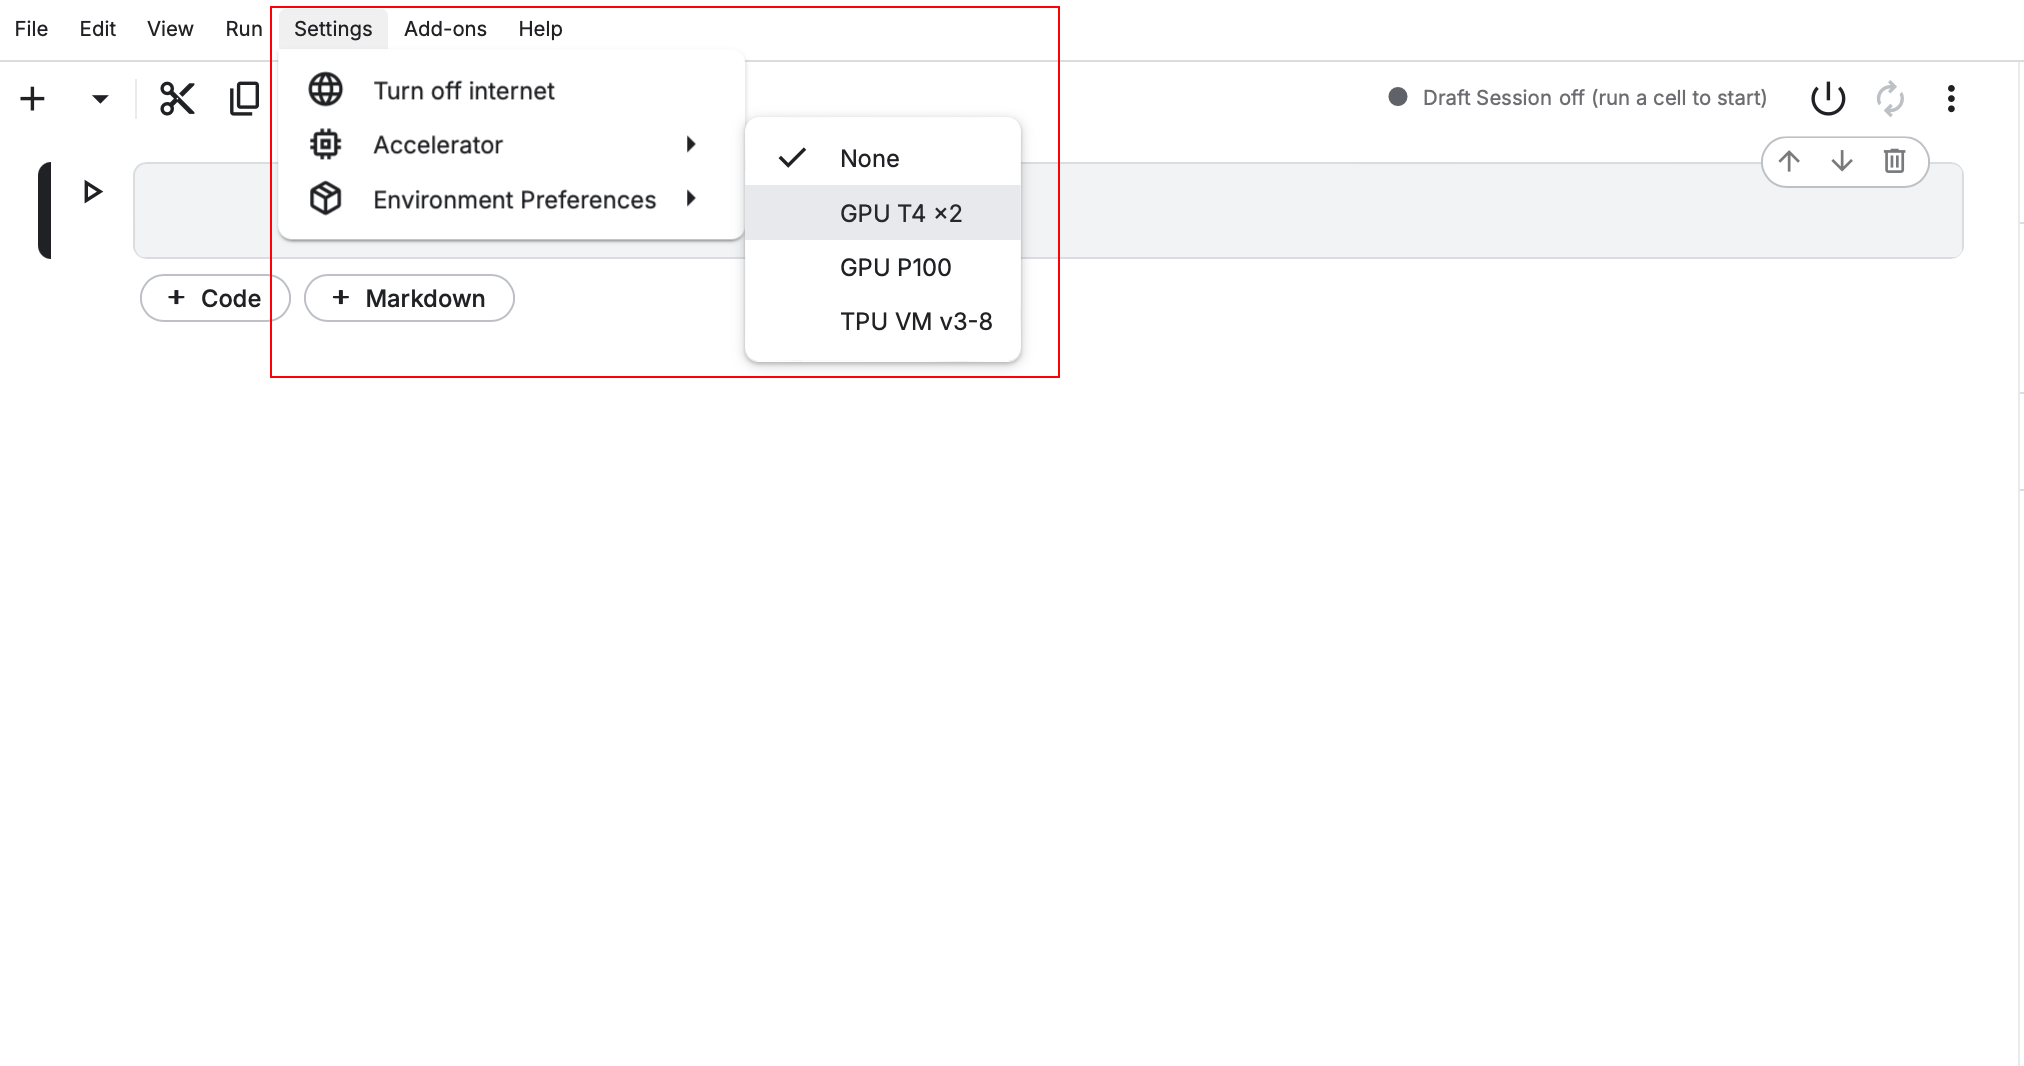 File Edit View Run Settings Add-ons Help
Turn off internet
Accelerator
Environment Preferences
None
GPU T4 ×2
GPU P100
TPU VM v3-8
Draft Session off (run a cell to start)
+ Code
+ Markdown